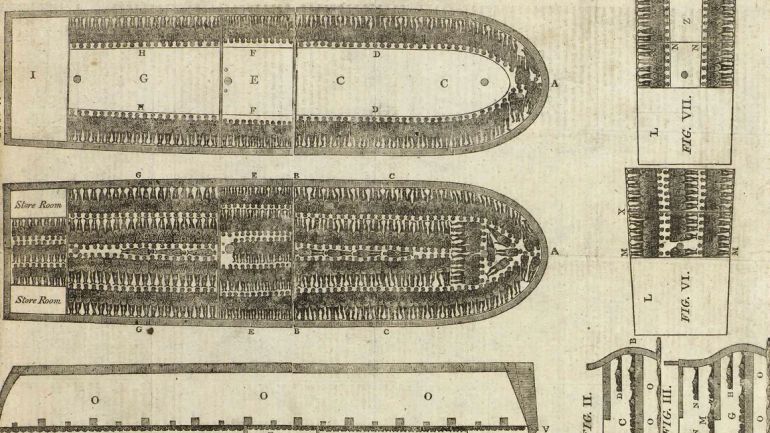 H F D
I G E C C A
H F D
G E B C
Store Room
A
Store Room
G E B C
O O O
Y
Z
N N
L FIG. VII.
X
M M
L FIG. VI.
B
D C O O
FIG. II.
N N M G H O O
FIG. III.